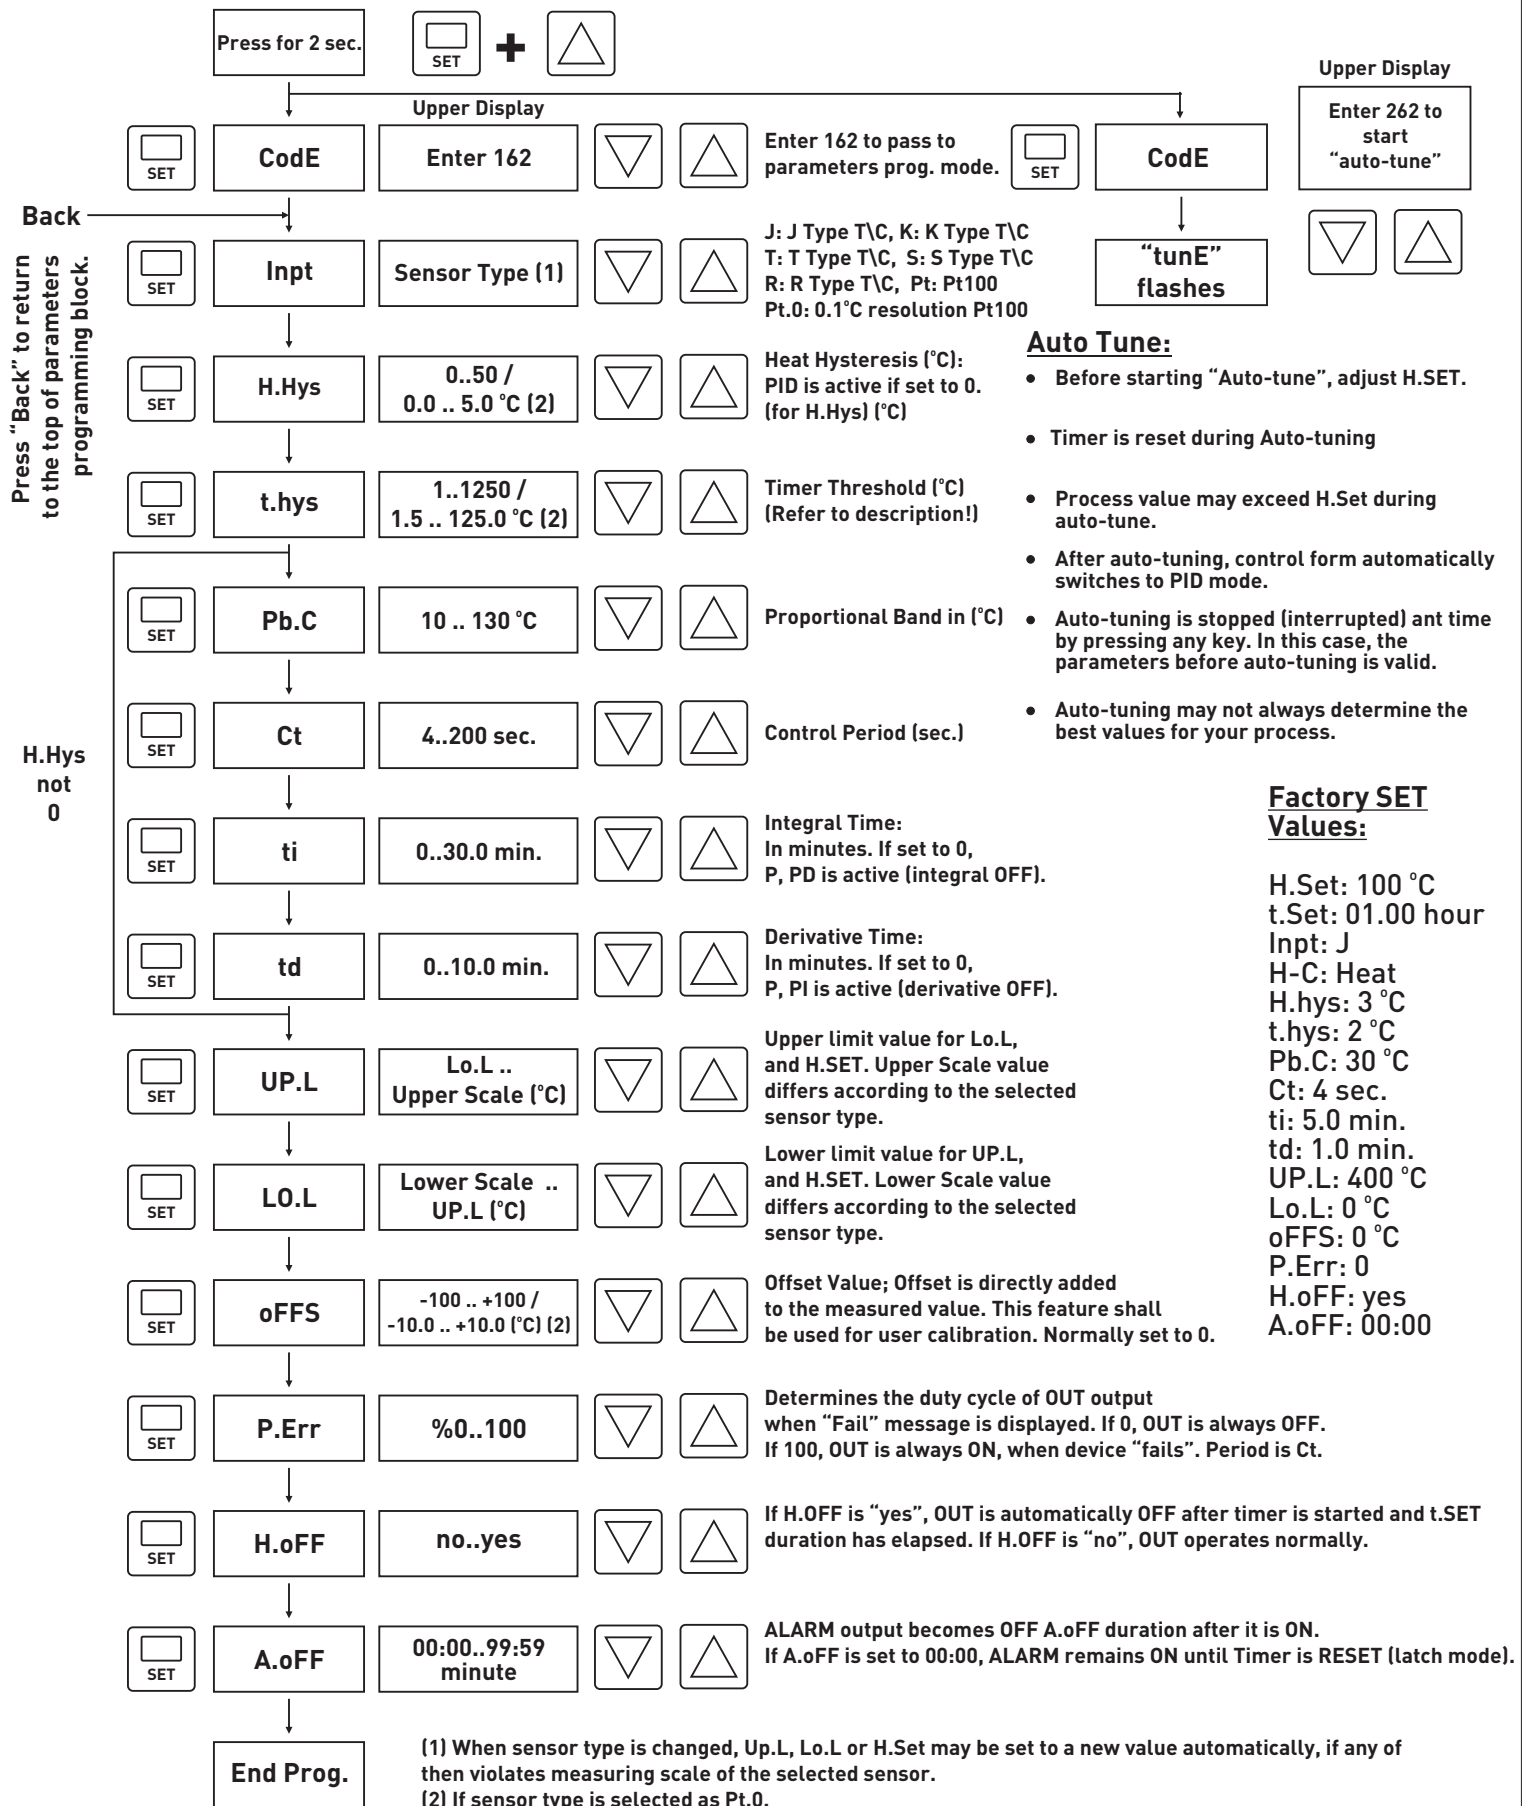 Press for 2 sec.
SET
Upper Display
SET
CodE
Enter 162
Enter 162 to pass to
parameters prog. mode.
SET
CodE
Upper Display
Enter 262 to
start
“auto-tune”
“tunE”
flashes
Back
Press “Back” to return
to the top of parameters
programming block.
SET
Inpt
Sensor Type (1)
J: J Type T\C, K: K Type T\C
T: T Type T\C, S: S Type T\C
R: R Type T\C, Pt: Pt100
Pt.0: 0.1°C resolution Pt100
SET
H.Hys
0..50 /
0.0 .. 5.0 °C (2)
Heat Hysteresis (°C):
PID is active if set to 0.
(for H.Hys) (°C)
SET
t.hys
1..1250 /
1.5 .. 125.0 °C (2)
Timer Threshold (°C)
(Refer to description!)
H.Hys
not
0
SET
Pb.C
10 .. 130 °C
Proportional Band in (°C)
SET
Ct
4..200 sec.
Control Period (sec.)
SET
ti
0..30.0 min.
Integral Time:
In minutes. If set to 0,
P, PD is active (integral OFF).
SET
td
0..10.0 min.
Derivative Time:
In minutes. If set to 0,
P, PI is active (derivative OFF).
SET
UP.L
Lo.L ..
Upper Scale (°C)
Upper limit value for Lo.L,
and H.SET. Upper Scale value
differs according to the selected
sensor type.
SET
LO.L
Lower Scale ..
UP.L (°C)
Lower limit value for UP.L,
and H.SET. Lower Scale value
differs according to the selected
sensor type.
SET
oFFS
-100 .. +100 /
-10.0 .. +10.0 (°C) (2)
Offset Value; Offset is directly added
to the measured value. This feature shall
be used for user calibration. Normally set to 0.
SET
P.Err
%0..100
Determines the duty cycle of OUT output
when “Fail” message is displayed. If 0, OUT is always OFF.
If 100, OUT is always ON, when device “fails”. Period is Ct.
SET
H.oFF
no..yes
If H.OFF is “yes”, OUT is automatically OFF after timer is started and t.SET
duration has elapsed. If H.OFF is “no”, OUT operates normally.
SET
A.oFF
00:00..99:59
minute
ALARM output becomes OFF A.oFF duration after it is ON.
If A.oFF is set to 00:00, ALARM remains ON until Timer is RESET (latch mode).
End Prog.
Auto Tune:
• Before starting “Auto-tune”, adjust H.SET.
• Timer is reset during Auto-tuning
• Process value may exceed H.Set during
auto-tune.
• After auto-tuning, control form automatically
switches to PID mode.
• Auto-tuning is stopped (interrupted) ant time
by pressing any key. In this case, the
parameters before auto-tuning is valid.
• Auto-tuning may not always determine the
best values for your process.
Factory SET
Values:
H.Set: 100 °C
t.Set: 01.00 hour
Inpt: J
H-C: Heat
H.hys: 3 °C
t.hys: 2 °C
Pb.C: 30 °C
Ct: 4 sec.
ti: 5.0 min.
td: 1.0 min.
UP.L: 400 °C
Lo.L: 0 °C
oFFS: 0 °C
P.Err: 0
H.oFF: yes
A.oFF: 00:00
(1) When sensor type is changed, Up.L, Lo.L or H.Set may be set to a new value automatically, if any of
then violates measuring scale of the selected sensor.
(2) If sensor type is selected as Pt.0.